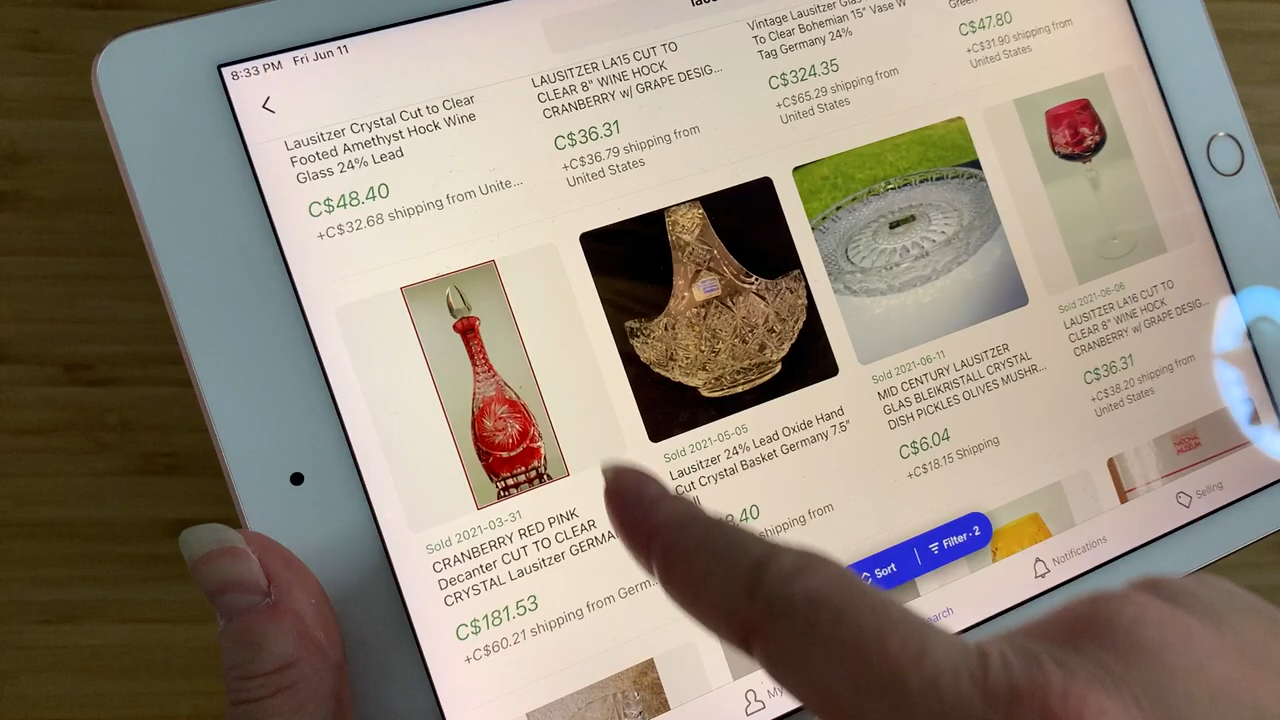 8:33 PM Fri Jun 11
Lausitzer Crystal Cut to Clear
Footed Amethyst Hock Wine
Glass 24% Lead
C$48.40
+C$32.68 shipping from Unite...
LAUSITZER LA15 CUT TO
CLEAR 8" WINE HOCK
CRANBERRY w/ GRAPE DESIG...
C$36.31
+C$36.79 shipping from
United States
Vintage Lausitzer Glas
To Clear Bohemian 15" Vase W
Tag Germany 24%
C$324.35
+C$65.29 shipping from
United States
C$47.80
+C$31.90 shipping from
United States
Sold 2021-03-31
CRANBERRY RED PINK
Decanter CUT TO CLEAR
CRYSTAL Lausitzer GERMA
C$181.53
+C$60.21 shipping from Germ...
Sold 2021-05-05
Lausitzer 24% Lead Oxide Hand
Cut Crystal Basket Germany 7.5"
8.40
shipping from
Sold 2021-06-11
MID CENTURY LAUSITZER
GLAS BLEIKRISTALL CRYSTAL
DISH PICKLES OLIVES MUSHR...
C$6.04
+C$18.15 Shipping
Sold 2021-06-06
LAUSITZER LA16 CUT TO
CLEAR 8" WINE HOCK
CRANBERRY w/ GRAPE DESIG...
C$36.31
+C$38.20 shipping from
United States
NATIONAL
MUSEUM
Sort
Filter • 2
My
earch
Notifications
Selling